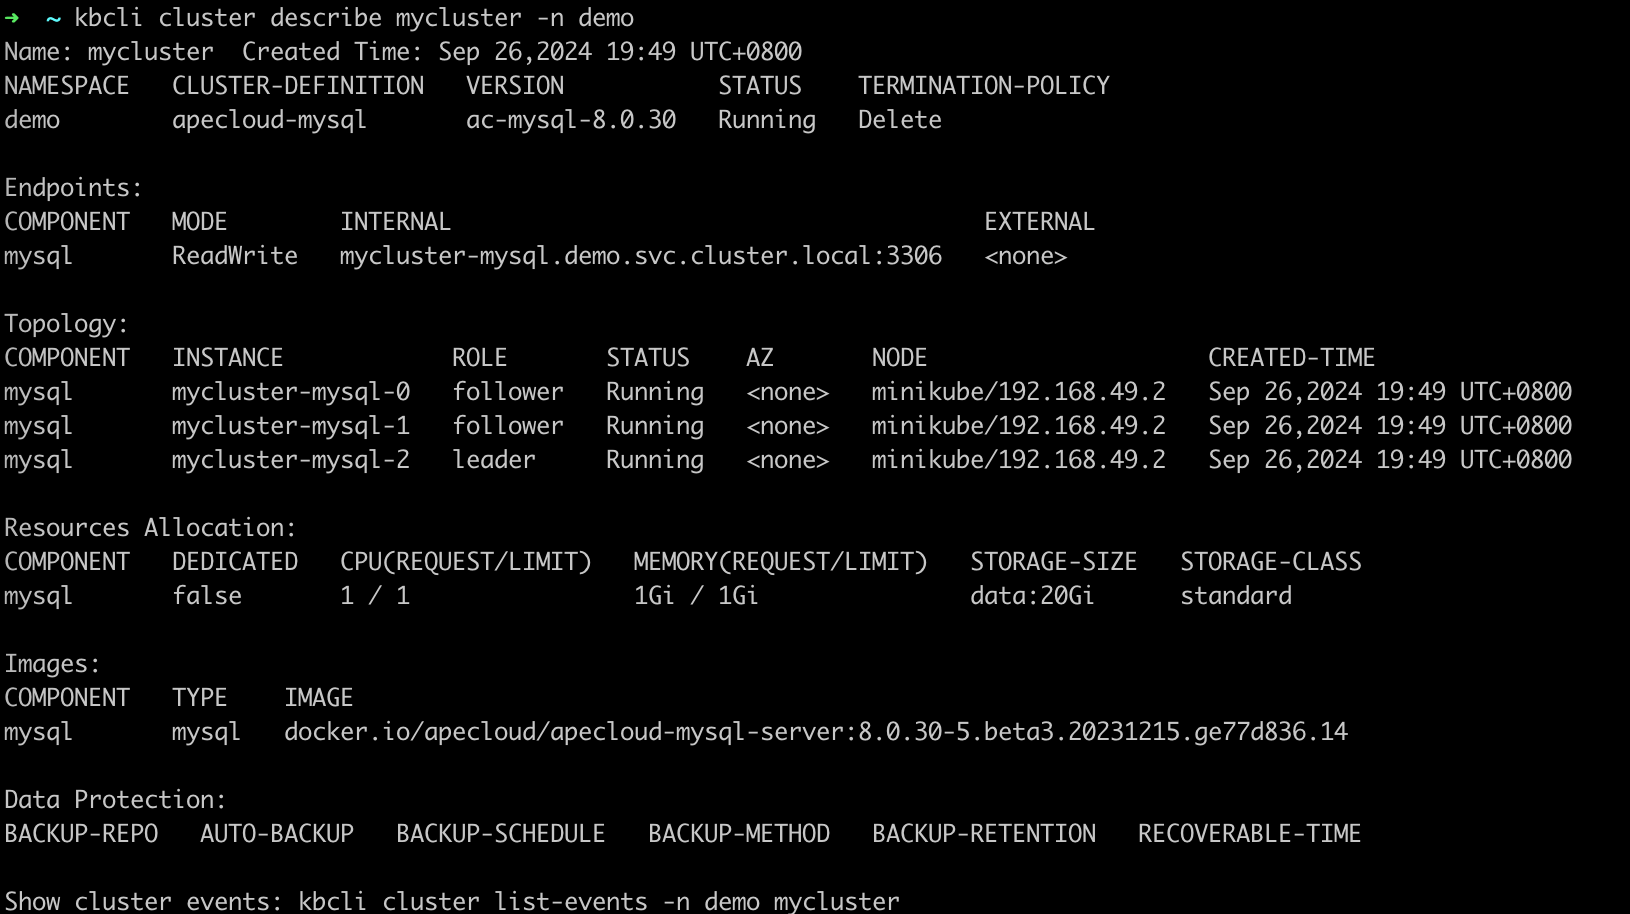 ➜  ~ kbcli cluster describe mycluster -n demo
Name: mycluster  Created Time: Sep 26,2024 19:49 UTC+0800
NAMESPACE   CLUSTER-DEFINITION   VERSION           STATUS    TERMINATION-POLICY
demo        apecloud-mysql       ac-mysql-8.0.30   Running   Delete
Endpoints:
COMPONENT   MODE        INTERNAL                                      EXTERNAL
mysql       ReadWrite   mycluster-mysql.demo.svc.cluster.local:3306   <none>
Topology:
COMPONENT   INSTANCE            ROLE       STATUS    AZ       NODE                    CREATED-TIME
mysql       mycluster-mysql-0   follower   Running   <none>   minikube/192.168.49.2   Sep 26,2024 19:49 UTC+0800
mysql       mycluster-mysql-1   follower   Running   <none>   minikube/192.168.49.2   Sep 26,2024 19:49 UTC+0800
mysql       mycluster-mysql-2   leader     Running   <none>   minikube/192.168.49.2   Sep 26,2024 19:49 UTC+0800
Resources Allocation:
COMPONENT   DEDICATED   CPU(REQUEST/LIMIT)   MEMORY(REQUEST/LIMIT)   STORAGE-SIZE   STORAGE-CLASS
mysql       false       1 / 1                1Gi / 1Gi               data:20Gi      standard
Images:
COMPONENT   TYPE    IMAGE
mysql       mysql   docker.io/apecloud/apecloud-mysql-server:8.0.30-5.beta3.20231215.ge77d836.14
Data Protection:
BACKUP-REPO   AUTO-BACKUP   BACKUP-SCHEDULE   BACKUP-METHOD   BACKUP-RETENTION   RECOVERABLE-TIME
Show cluster events: kbcli cluster list-events -n demo mycluster